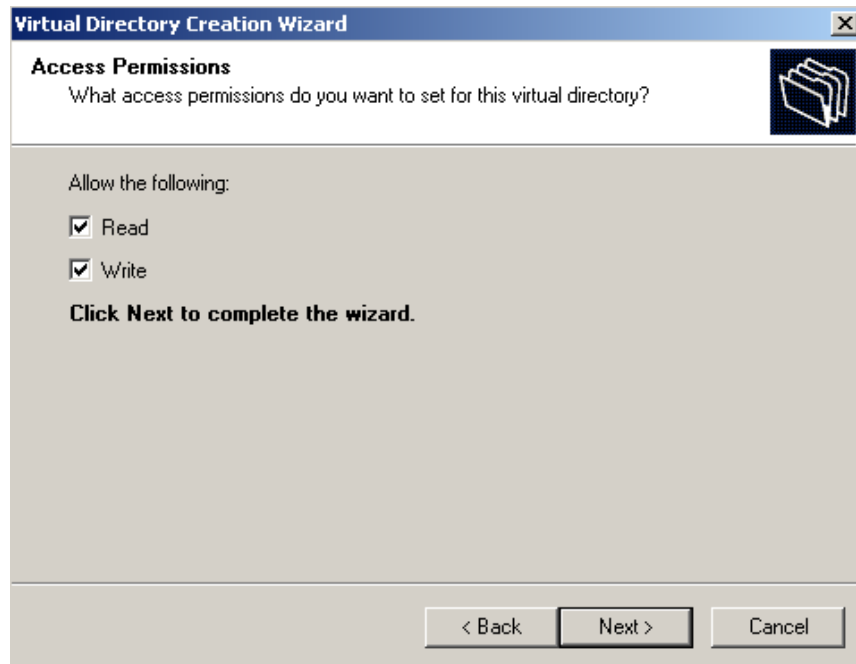 Virtual Directory Creation Wizard
Access Permissions
What access permissions do you want to set for this virtual directory?
Allow the following:
Read
Write
Click Next to complete the wizard.
< Back Next > Cancel